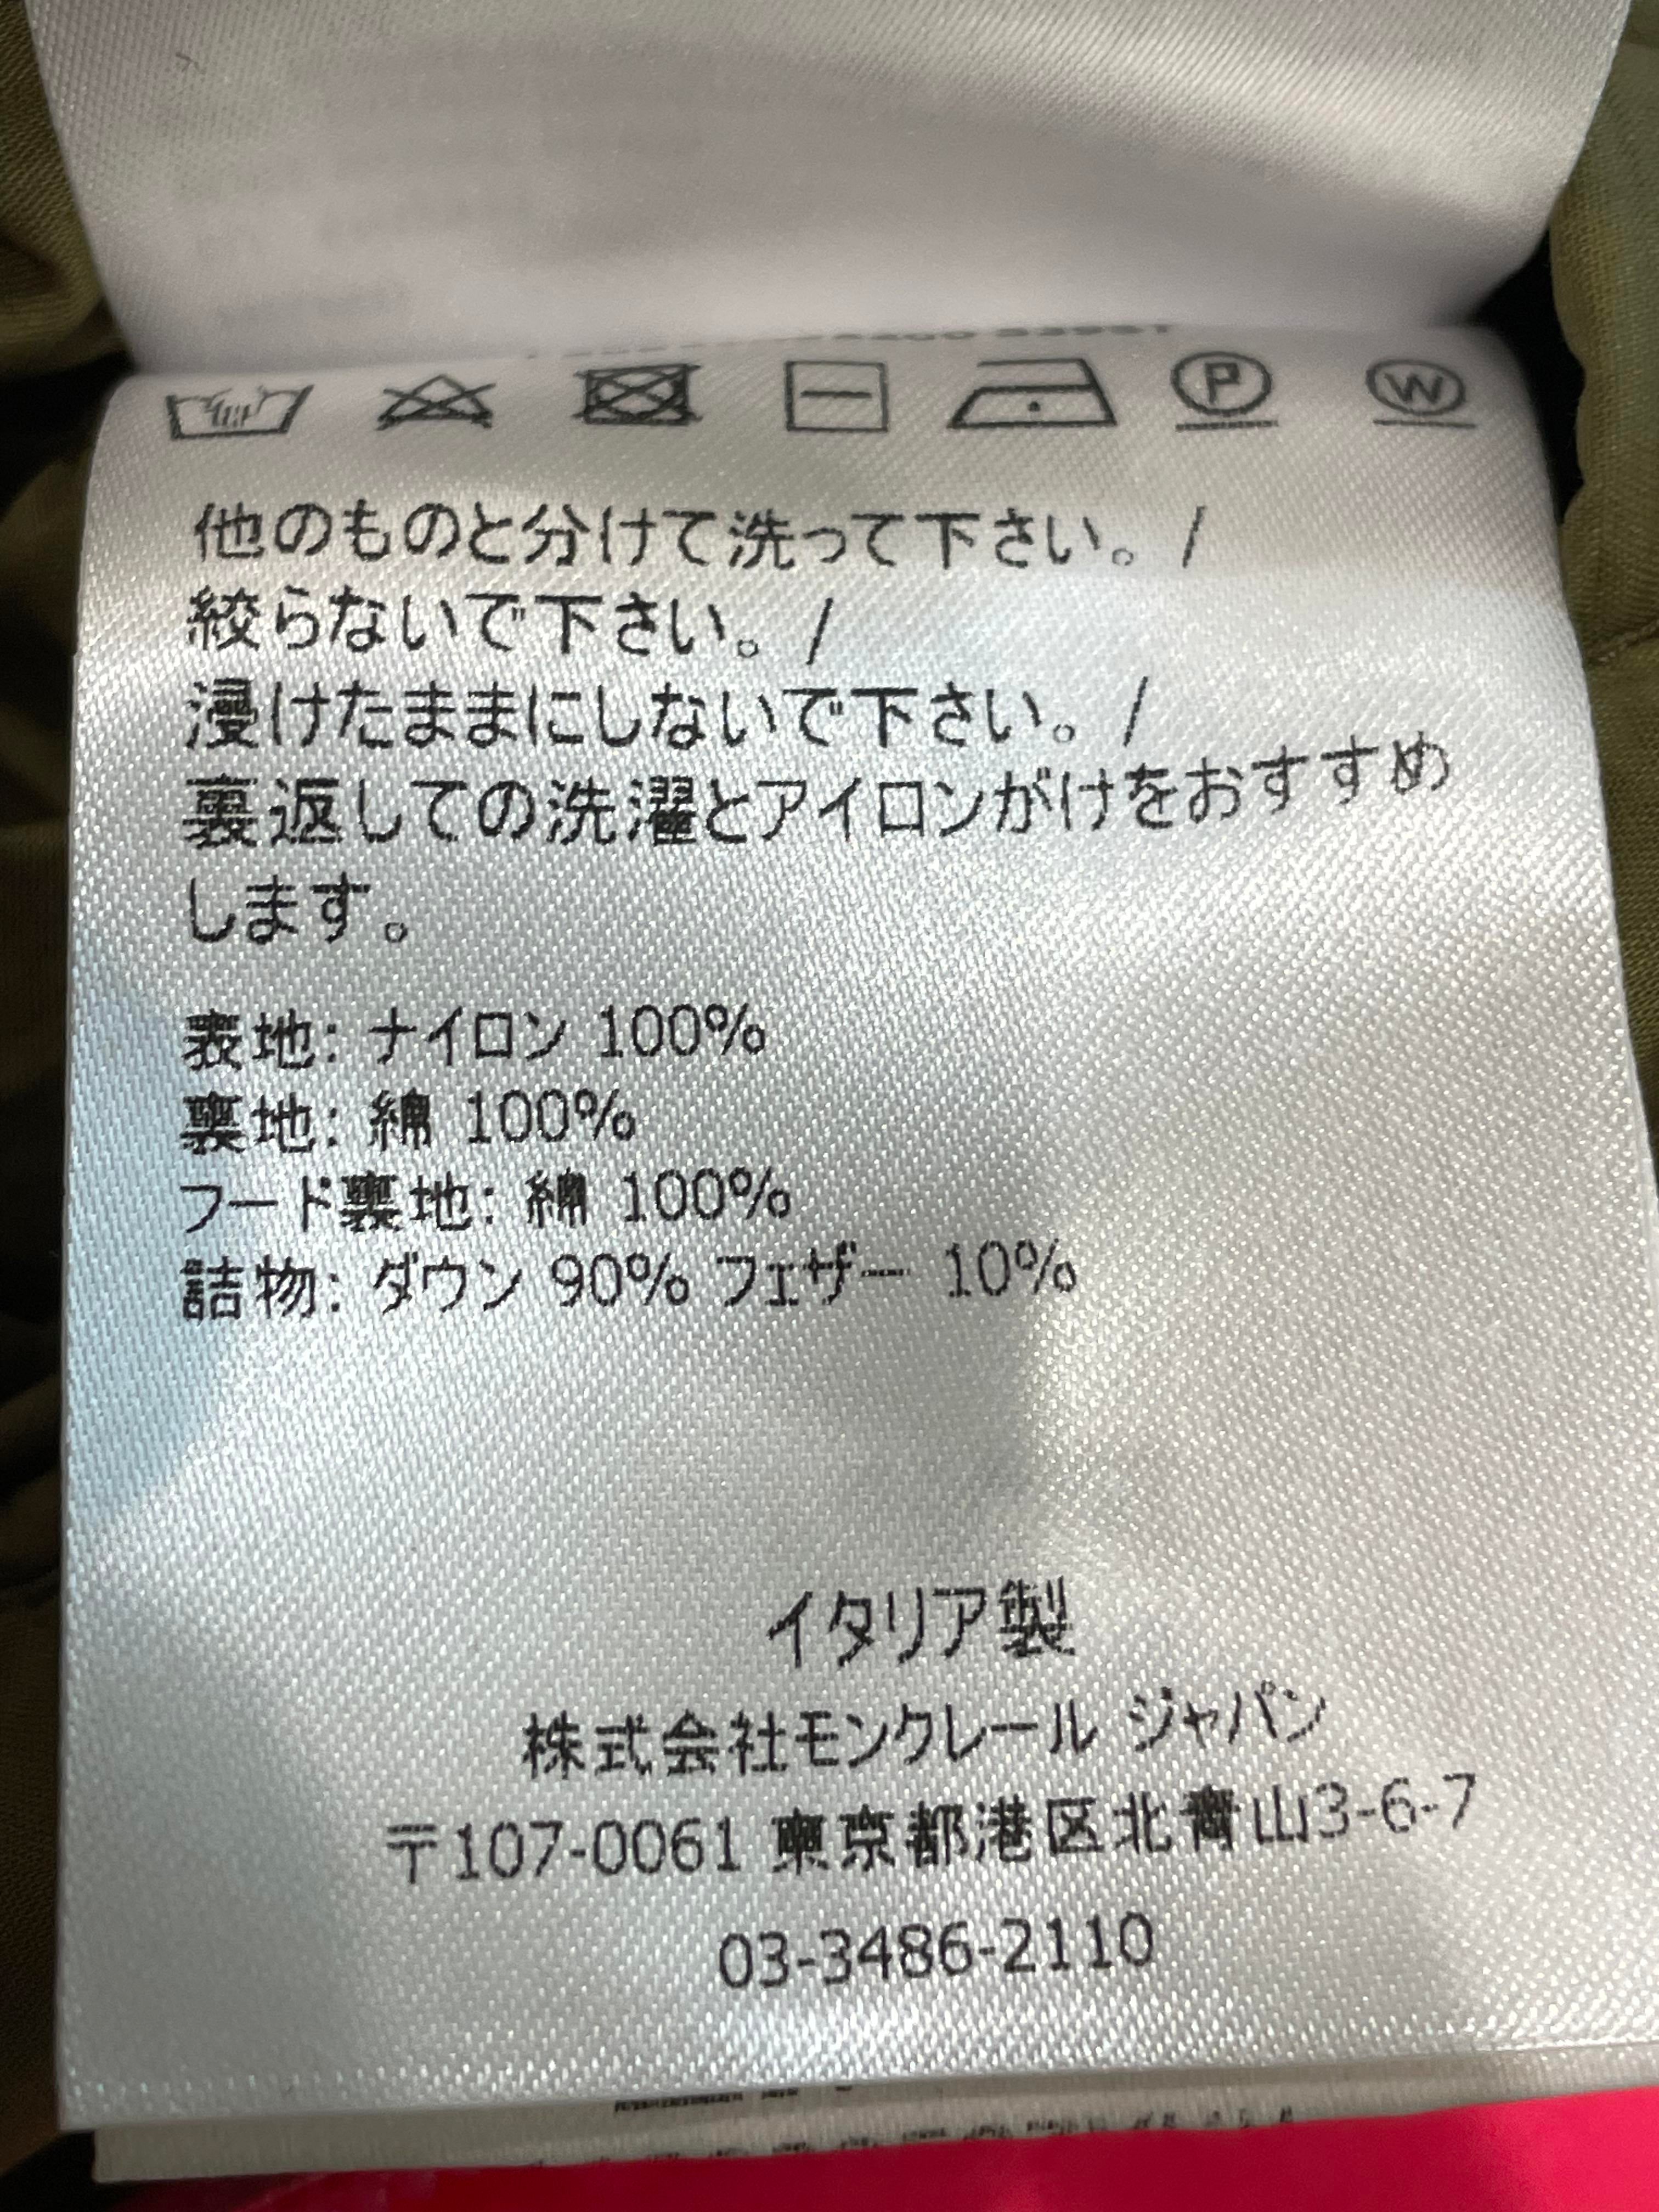 P W
他のものと分けて洗って下さい。/
絞らないで下さい。/
浸けたままにしないで下さい。/
裏返しての洗濯とアイロンがけをおすすめ
します。
表地: ナイロン 100%
裏地: 綿 100%
フード裏地: 綿 100%
詰物: ダウン 90% フェザー 10%
イタリア製
株式会社モンクレール ジャパン
〒107-0061 東京都港区北青山3-6-7
03-3486-2110